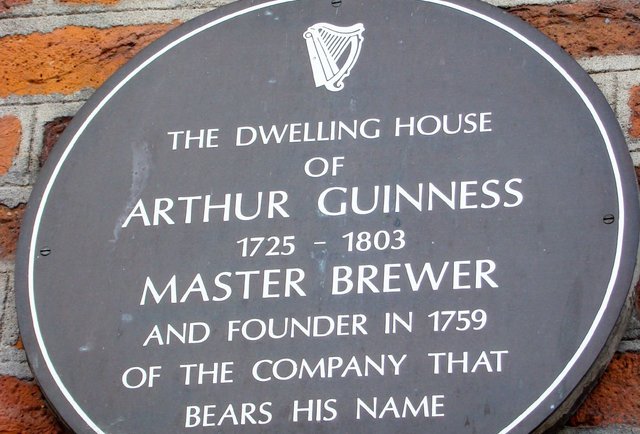 THE DWELLING HOUSE
OF
ARTHUR GUINNESS
1725 – 1803
MASTER BREWER
AND FOUNDER IN 1759
OF THE COMPANY THAT
BEARS HIS NAME